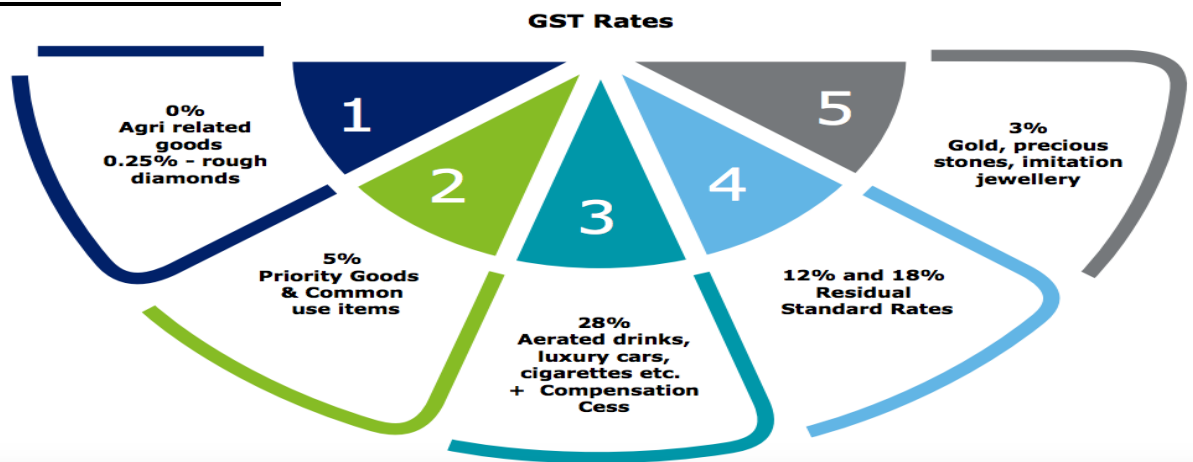 GST Rates
1
0%
Agri related
goods
0.25% - rough
diamonds
2
5%
Priority Goods
& Common
use items
3
28%
Aerated drinks,
luxury cars,
cigarettes etc.
+ Compensation
Cess
4
12% and 18%
Residual
Standard Rates
5
3%
Gold, precious
stones, imitation
jewellery